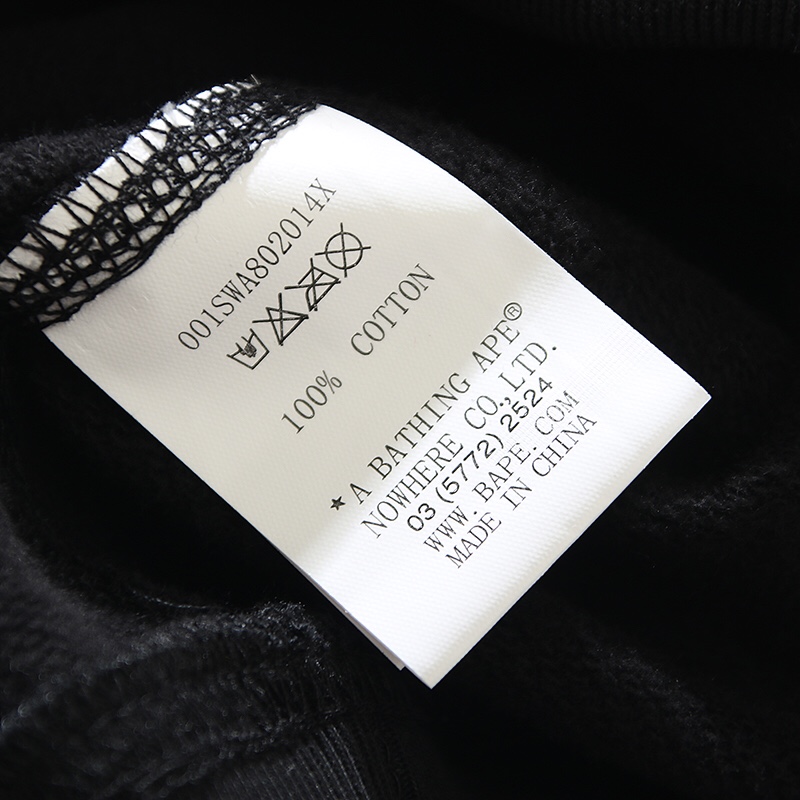 001SWA802014X
100% COTTON
★ A BATHING APE®
NOWHERE CO., LTD.
03 (5772) 2524
WWW. BAPE. COM
MADE IN CHINA